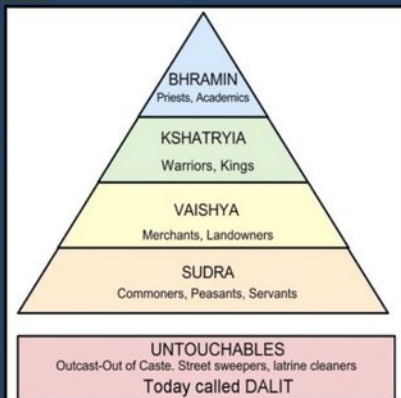 BHRAMIN
Priests, Academics
KSHATRYIA
Warriors, Kings
VAISHYA
Merchants, Landowners
SUDRA
Commoners, Peasants, Servants
UNTOUCHABLES
Outcast-Out of Caste. Street sweepers, latrine cleaners
Today called DALIT